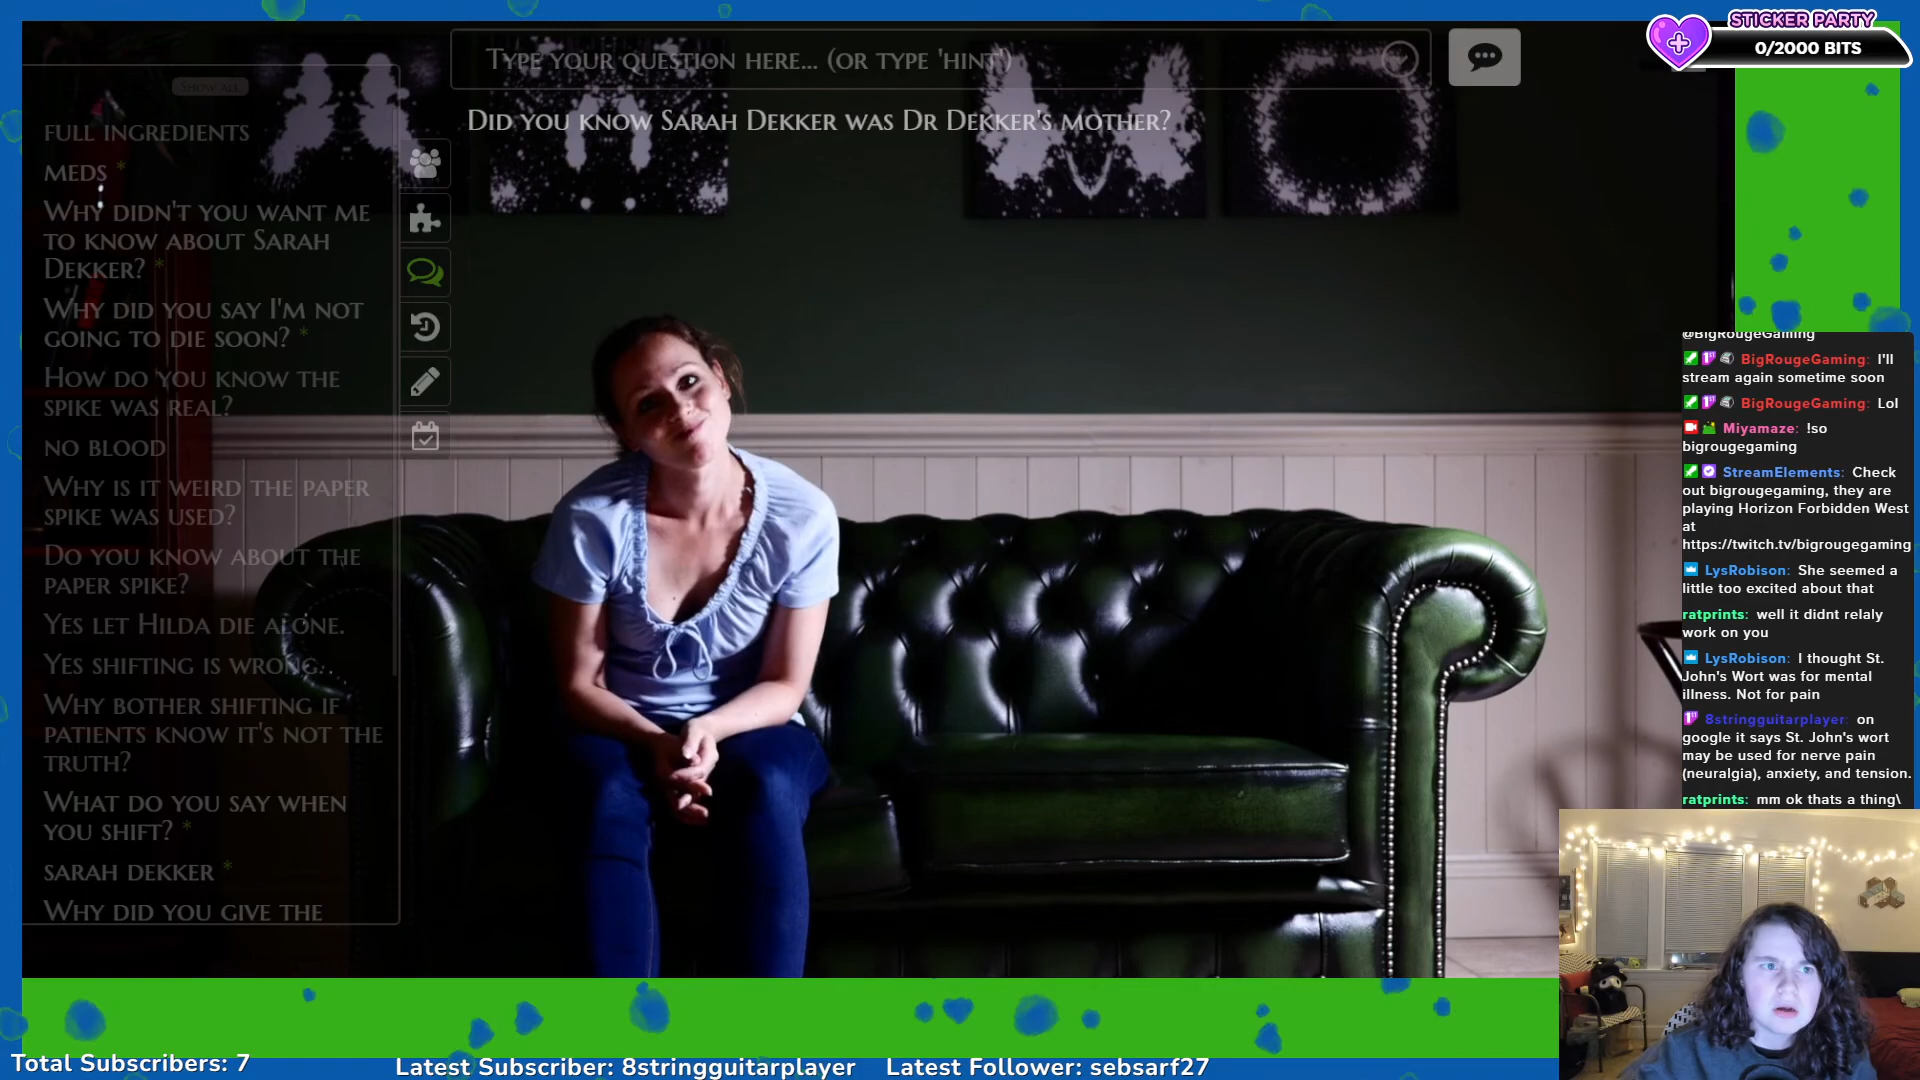 STICKER PARTY
0/2000 BITS
Type your question here... (or type 'hint')
Did you know Sarah Dekker was Dr Dekker's mother?
Show all
full ingredients
meds *
Why didn't you want me
to know about Sarah
Dekker? *
Why did you say I'm not
going to die soon? *
How do you know the
spike was real?
no blood
Why is it weird the paper
spike was used?
Do you know about the
paper spike?
Yes let Hilda die alone.
Yes shifting is wrong.
Why bother shifting if
patients know it's not the
truth?
What do you say when
you shift? *
sarah dekker *
Why did you give the
@BigRougeGaming
BigRougeGaming: I'll
stream again sometime soon
BigRougeGaming: Lol
Miyamaze: !so
bigrougegaming
StreamElements: Check
out bigrougegaming, they are
playing Horizon Forbidden West
at
https://twitch.tv/bigrougegaming
LysRobison: She seemed a
little too excited about that
ratprints: well it didnt relaly
work on you
LysRobison: I thought St.
John's Wort was for mental
illness. Not for pain
8stringguitarplayer: on
google it says St. John's wort
may be used for nerve pain
(neuralgia), anxiety, and tension.
ratprints: mm ok thats a thing\
Total Subscribers: 7
Latest Subscriber: 8stringguitarplayer
Latest Follower: sebsarf27